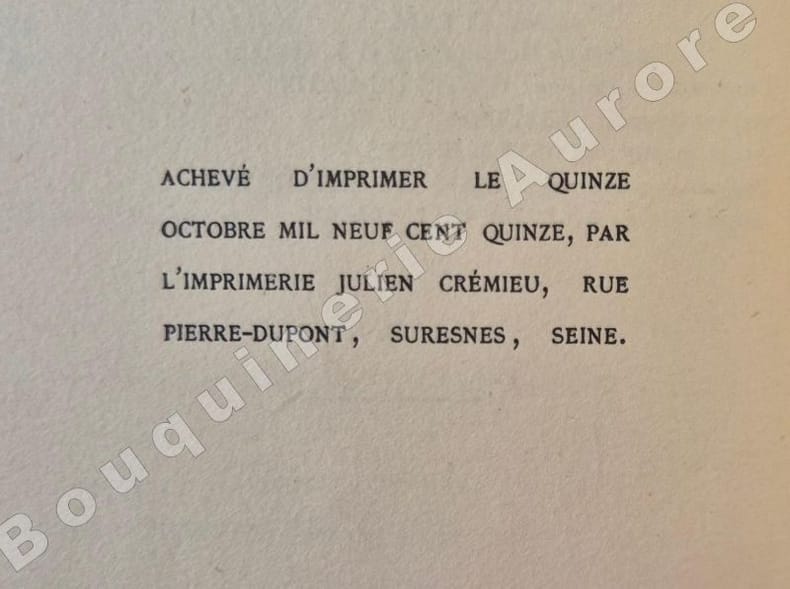 ACHEVÉ D'IMPRIMER LE QUINZE
OCTOBRE MIL NEUF CENT QUINZE, PAR
L'IMPRIMERIE JULIEN CRÉMIEU, RUE
PIERRE-DUPONT, SURESNES, SEINE.
Bouquinerie Aurore